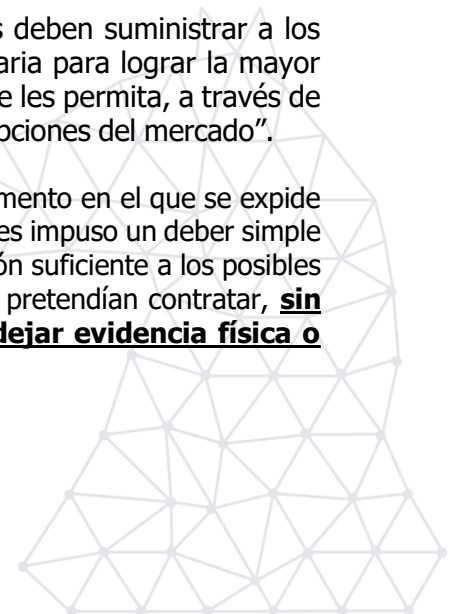 s deben suministrar a los
aria para lograr la mayor
e les permita, a través de
pciones del mercado”.
mento en el que se expide
es impuso un deber simple
ón suficiente a los posibles
pretendían contratar, sin
dejar evidencia física o